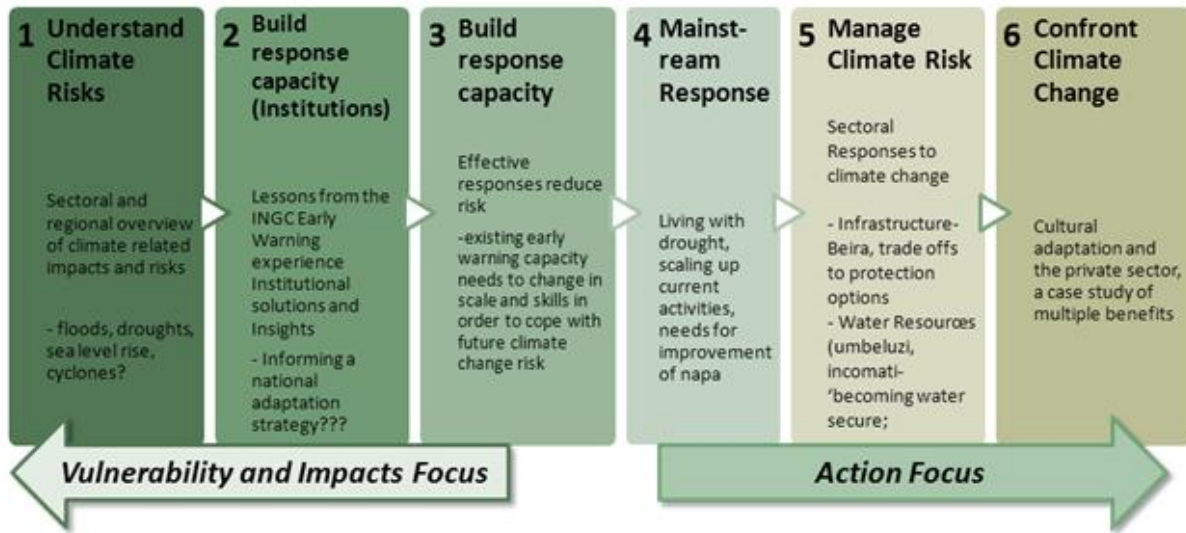 1 Understand
Climate
Risks
Sectoral and
regional overview
of climate related
impacts and risks
- floods, droughts,
sea level rise,
cyclones?
2 Build
response
capacity
(Institutions)
Lessons from the
INGC Early
Warning
experience
Institutional
solutions and
Insights
- Informing a
national
adaptation
strategy???
3 Build
response
capacity
Effective
responses reduce
risk
-existing early
warning capacity
needs to change in
scale and skills in
order to cope with
future climate
change risk
4 Mainst-
ream
Response
Living with
drought,
scaling up
current
activities,
needs for
improvement
of napa
5 Manage
Climate Risk
Sectoral
Responses to
climate change
- Infrastructure-
Beira, trade offs
to protection
options
- Water Resources
(umbeluzi,
incomati-
‘becoming water
secure;
6 Confront
Climate
Change
Cultural
adaptation and
the private sector,
a case study of
multiple benefits
Vulnerability and Impacts Focus
Action Focus